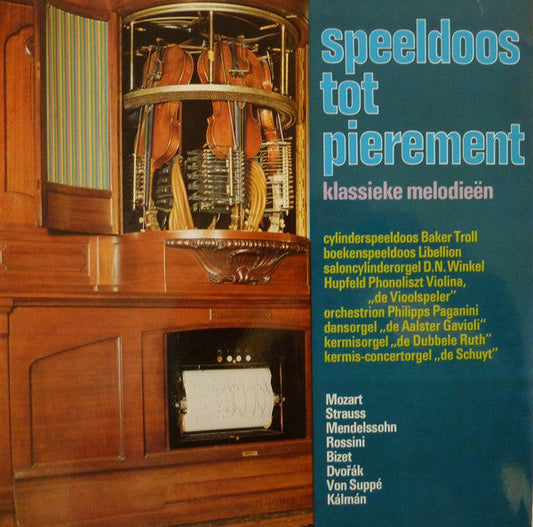 speeldoos
tot
pierement
klassieke melodieën
cylinderspeeldoos Baker Troll
boekenspeeldoos Libellion
saloncylinderorgel D.N. Winkel
Hupfeld Phonoliszt Violina,
„de Vioolspeler"
orchestrion Philipps Paganini
dansorgel „de Aalster Gavioli"
kermisorgel „de Dubbele Ruth"
kermis-concertorgel „de Schuyt"
Mozart
Strauss
Mendelssohn
Rossini
Bizet
Dvořák
Von Suppé
Kálmán